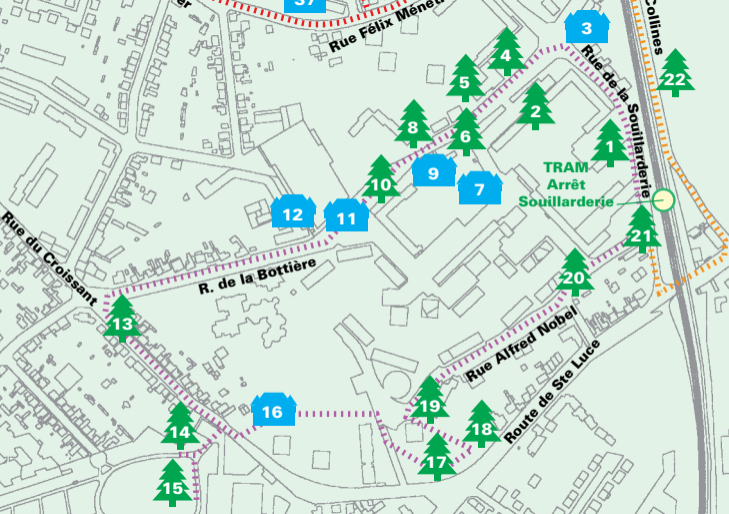 er
37
Rue Félix Ménét
3
Collines
4
Rue de la Souillarderie
5
22
2
8
6
1
9
TRAM
Arrêt
Souillarderie
10
7
12
11
21
Rue du Croissant
R. de la Bottière
20
13
Rue Alfred Nobel
Route de Ste Luce
19
16
18
14
17
15